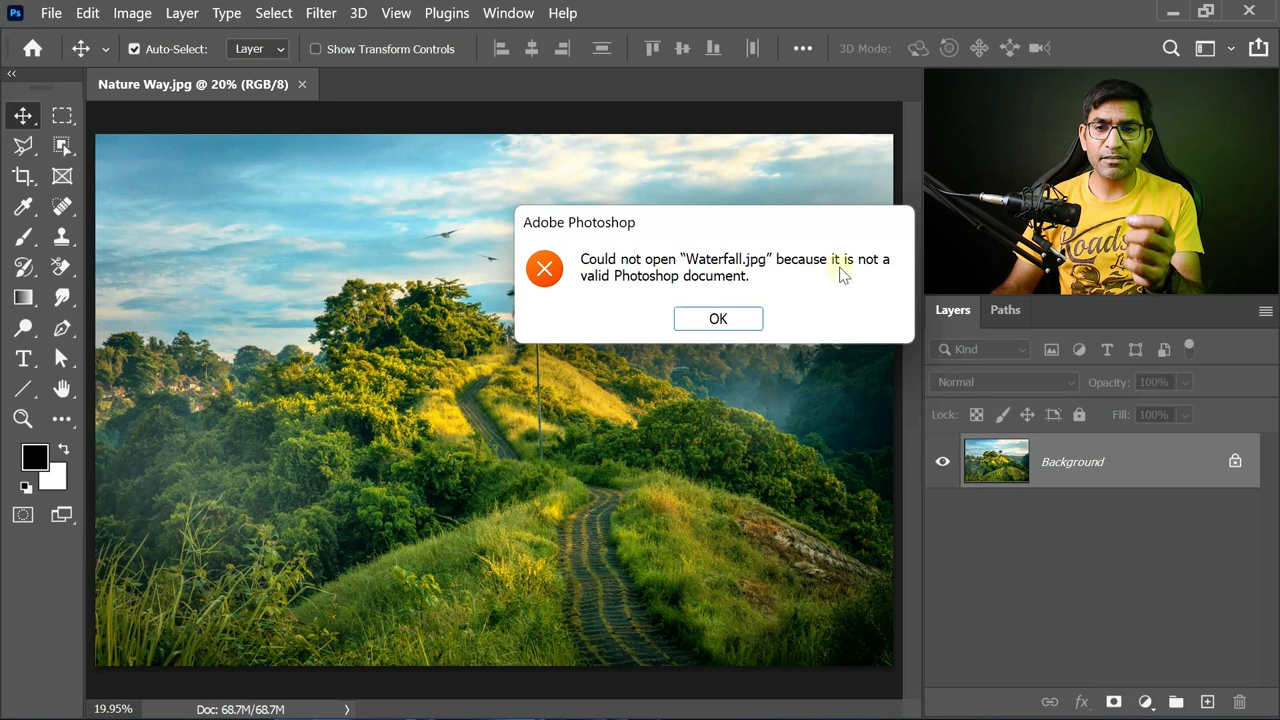 Ps File Edit Image Layer Type Select Filter 3D View Plugins Window Help
Auto-Select: Layer Show Transform Controls 3D Mode:
Nature Way.jpg @ 20% (RGB/8)
Adobe Photoshop
Could not open “Waterfall.jpg” because it is not a
valid Photoshop document.
OK
Roads
Layers Paths
Kind
Normal Opacity: 100%
Lock: Fill: 100%
Background
fx
19.95% Doc: 68.7M/68.7M